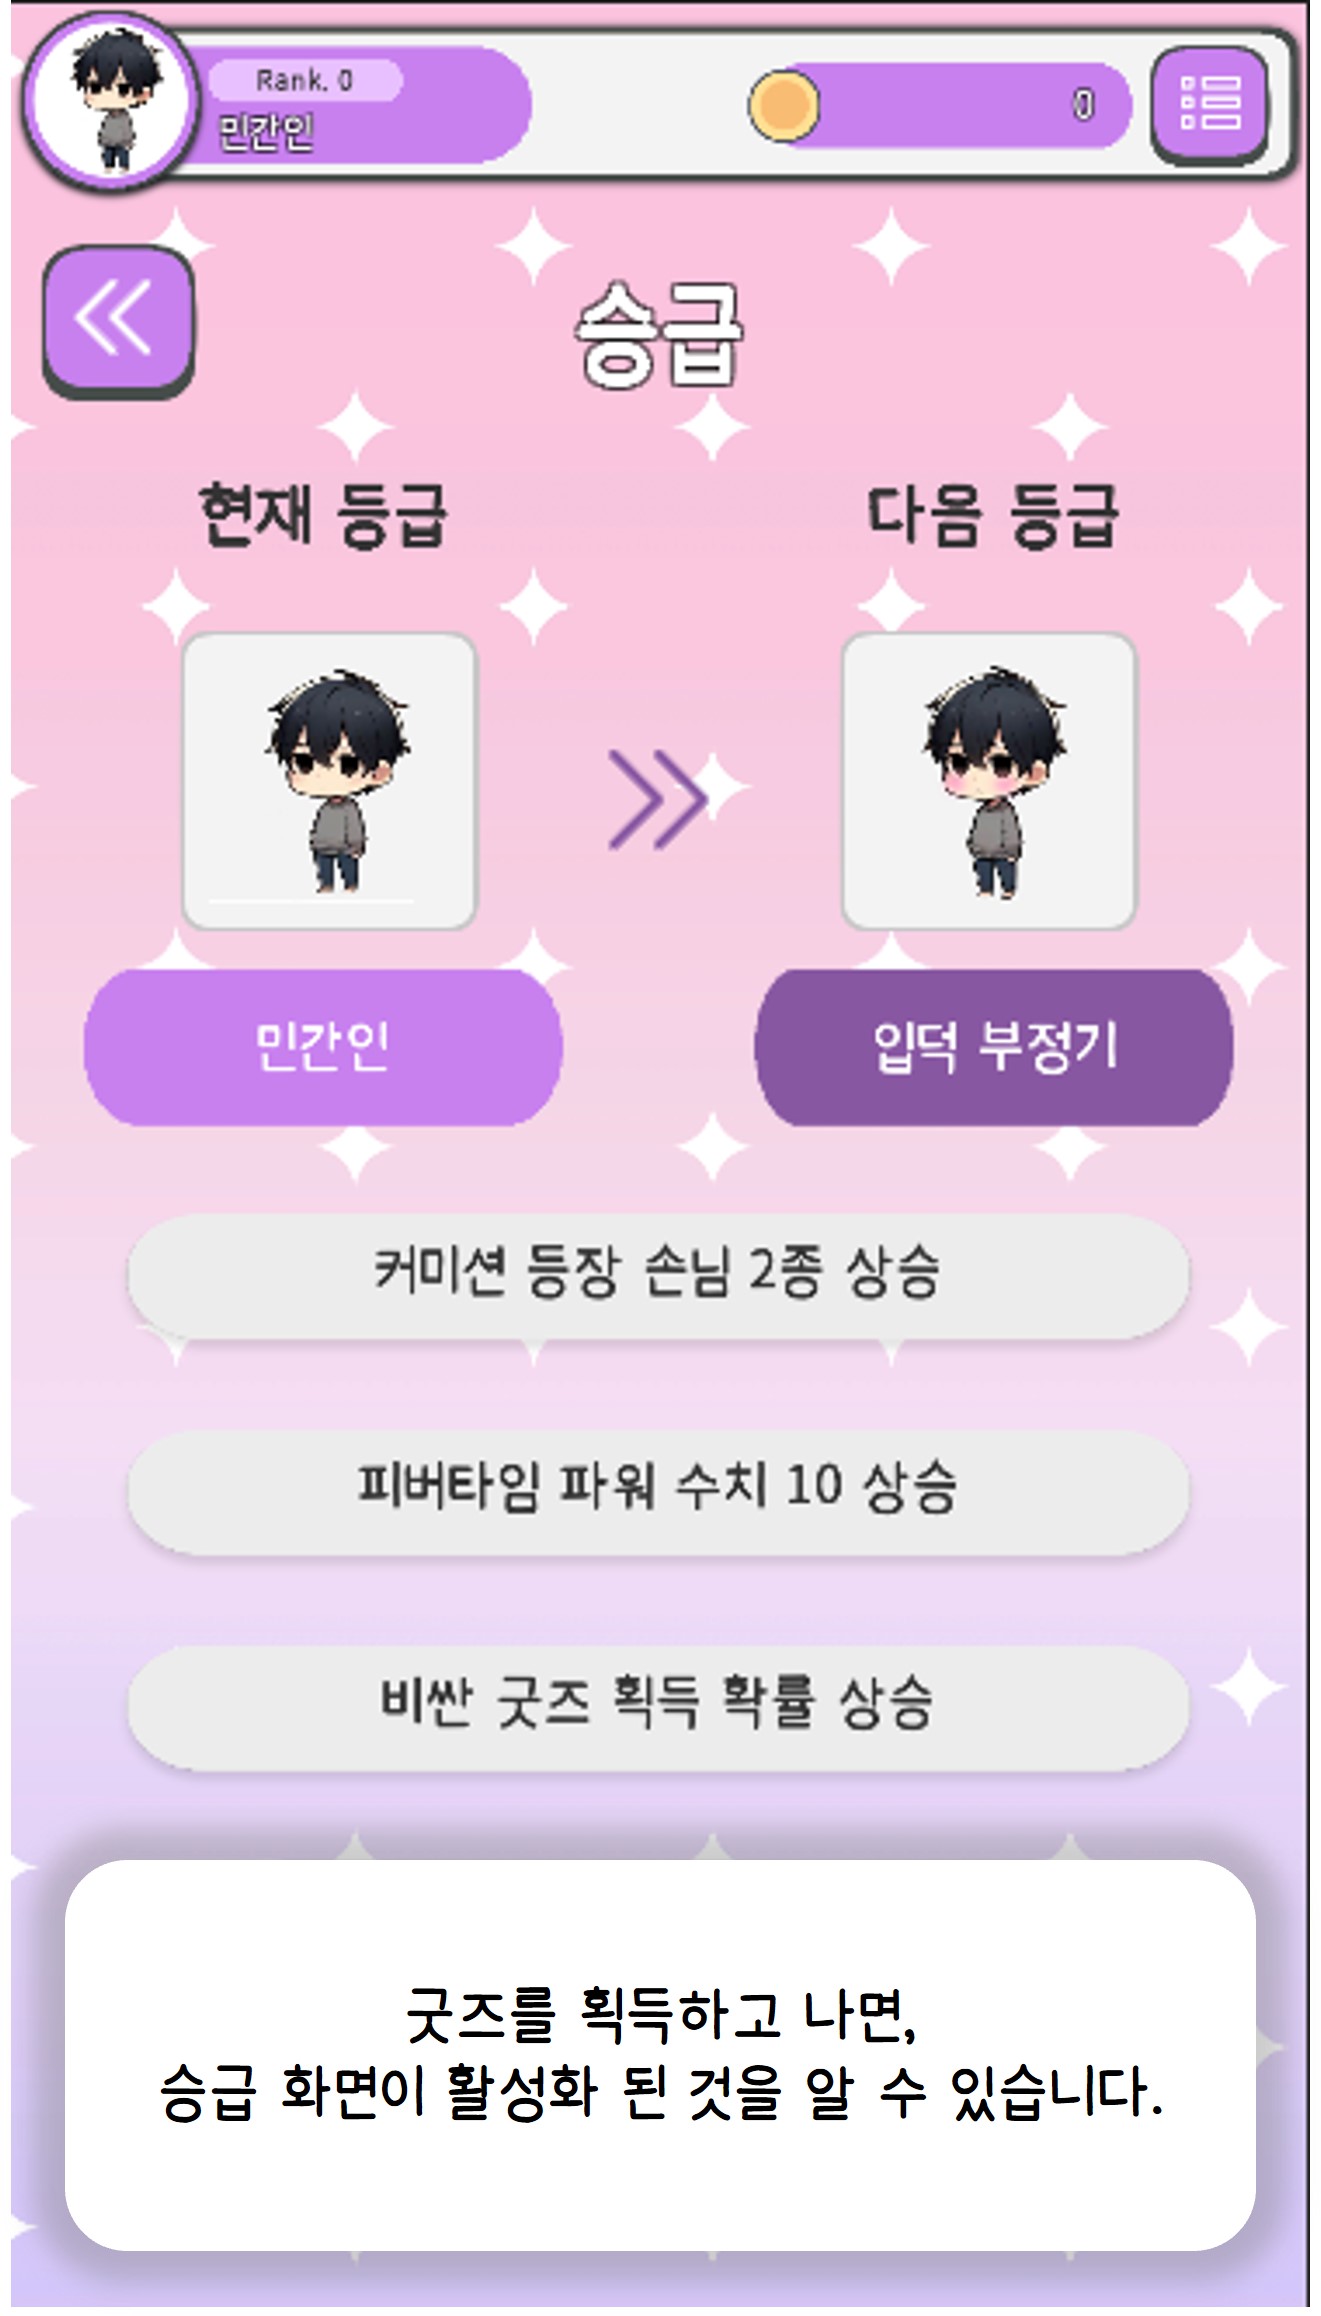 Rank. 0
민간인
0
승급
현재 등급
다음 등급
민간인
입덕 부정기
커미션 등장 손님 2종 상승
피버타임 파워 수치 10 상승
비싼 굿즈 획득 확률 상승
굿즈를 획득하고 나면,
승급 화면이 활성화 된 것을 알 수 있습니다.